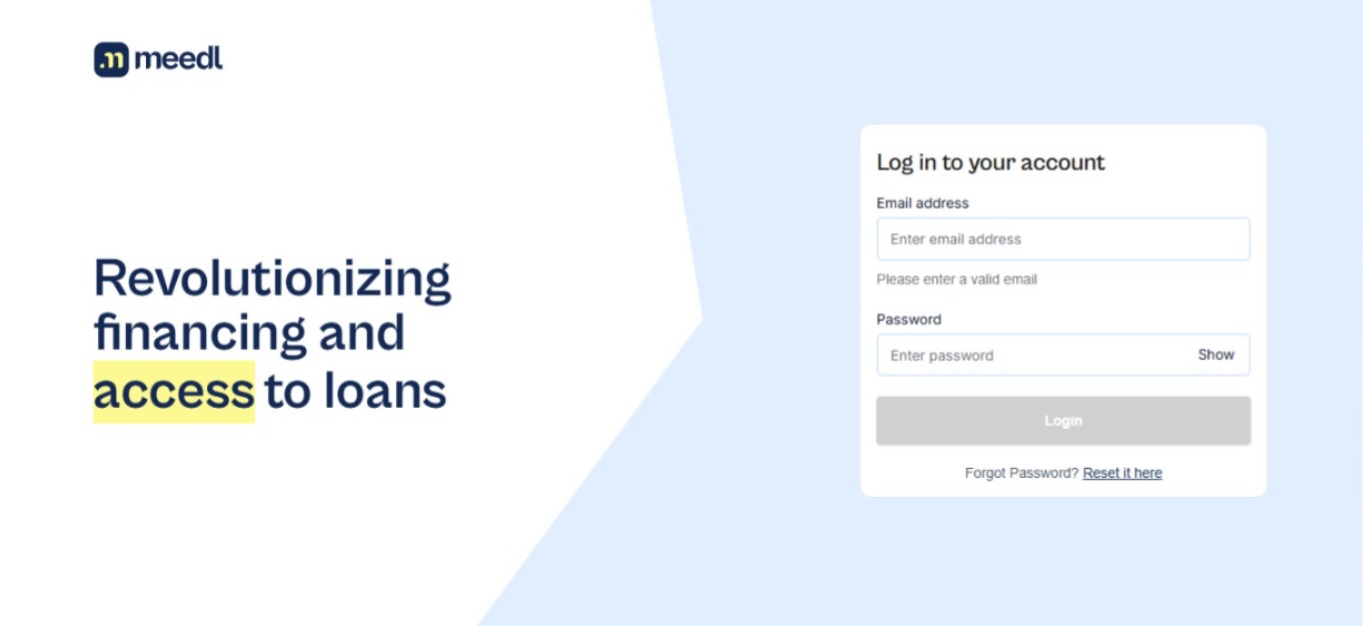 meedl
Revolutionizing
financing and
access to loans
Log in to your account
Email address
Enter email address
Please enter a valid email
Password
Enter password Show
Login
Forgot Password? Reset it here